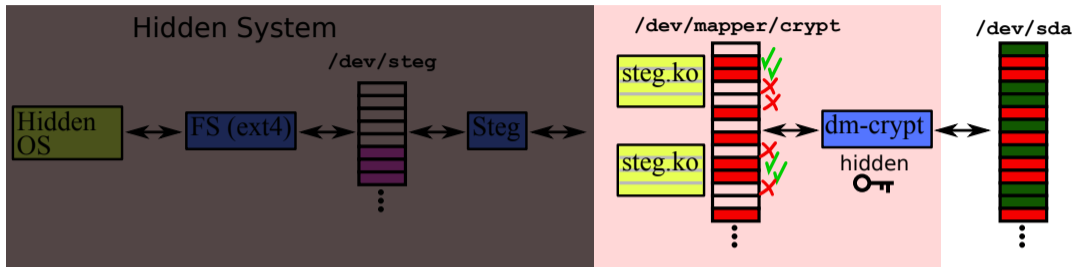 Hidden System
/dev/steg
Hidden
OS
FS (ext4)
Steg
/dev/mapper/crypt
steg.ko
steg.ko
dm-crypt
hidden
/dev/sda